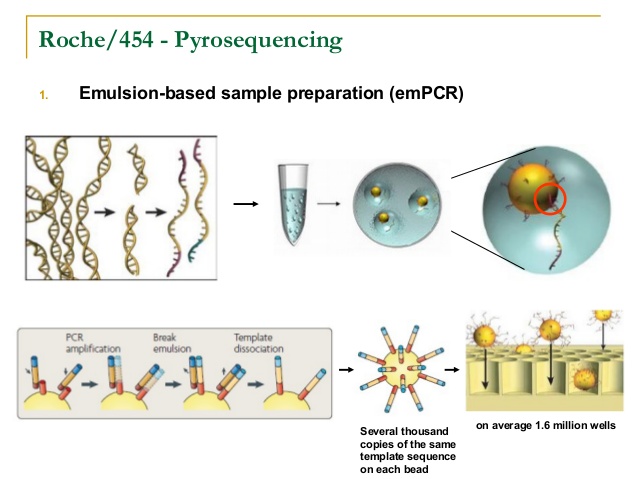 Roche/454 - Pyrosequencing
1. Emulsion-based sample preparation (emPCR)
PCR
amplification
Break
emulsion
Template
dissociation
Several thousand
copies of the same
template sequence
on each bead
on average 1.6 million wells